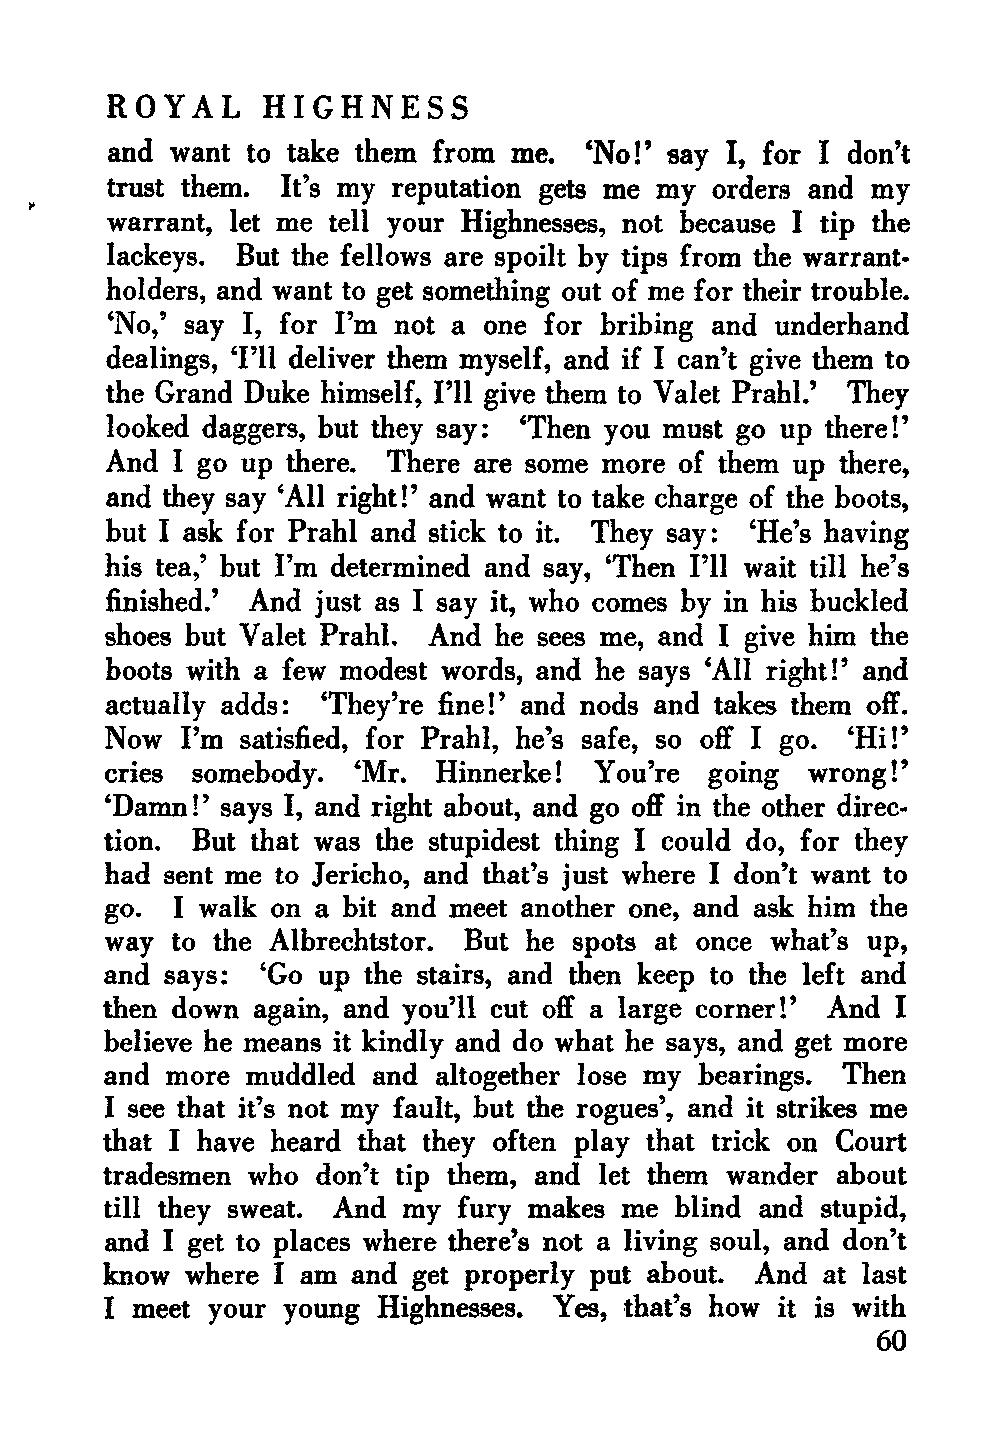 ROYAL HIGHNESS
and want to take them from me. ‘No!’ say I, for I don’t
trust them. It’s my reputation gets me my orders and my
warrant, let me tell your Highnesses, not because I tip the
lackeys. But the fellows are spoilt by tips from the warrant-
holders, and want to get something out of me for their trouble.
‘No,’ say I, for I’m not a one for bribing and underhand
dealings, ‘I’ll deliver them myself, and if I can’t give them to
the Grand Duke himself, I’ll give them to Valet Prahl.’ They
looked daggers, but they say: ‘Then you must go up there!’
And I go up there. There are some more of them up there,
and they say ‘All right!’ and want to take charge of the boots,
but I ask for Prahl and stick to it. They say: ‘He’s having
his tea,’ but I’m determined and say, ‘Then I’ll wait till he’s
finished.’ And just as I say it, who comes by in his buckled
shoes but Valet Prahl. And he sees me, and I give him the
boots with a few modest words, and he says ‘All right!’ and
actually adds: ‘They’re fine!’ and nods and takes them off.
Now I’m satisfied, for Prahl, he’s safe, so off I go. ‘Hi!’
cries somebody. ‘Mr. Hinnerke! You’re going wrong!’
‘Damn!’ says I, and right about, and go off in the other direc-
tion. But that was the stupidest thing I could do, for they
had sent me to Jericho, and that’s just where I don’t want to
go. I walk on a bit and meet another one, and ask him the
way to the Albrechtstor. But he spots at once what’s up,
and says: ‘Go up the stairs, and then keep to the left and
then down again, and you’ll cut off a large corner!’ And I
believe he means it kindly and do what he says, and get more
and more muddled and altogether lose my bearings. Then
I see that it’s not my fault, but the rogues’, and it strikes me
that I have heard that they often play that trick on Court
tradesmen who don’t tip them, and let them wander about
till they sweat. And my fury makes me blind and stupid,
and I get to places where there’s not a living soul, and don’t
know where I am and get properly put about. And at last
I meet your young Highnesses. Yes, that’s how it is with
60